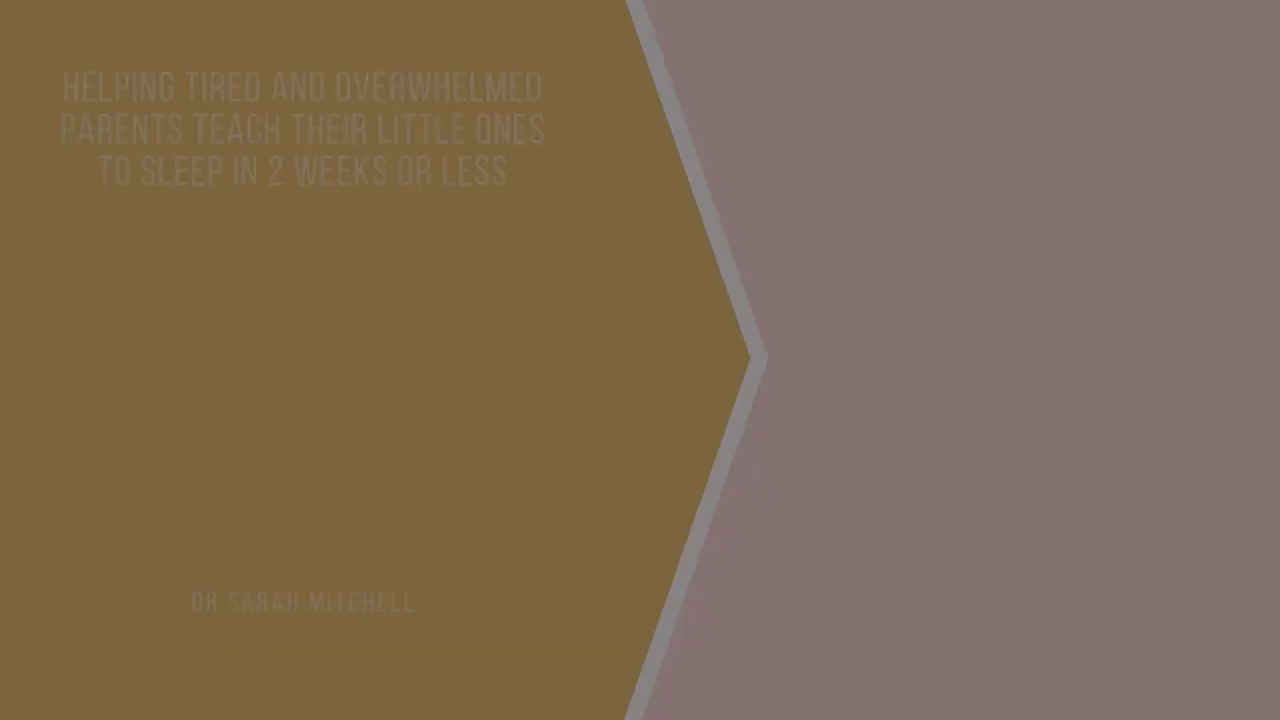 HELPING TIRED AND OVERWHELMED
PARENTS TEACH THEIR LITTLE ONES
TO SLEEP IN 2 WEEKS OR LESS
DR SARAH MITCHELL